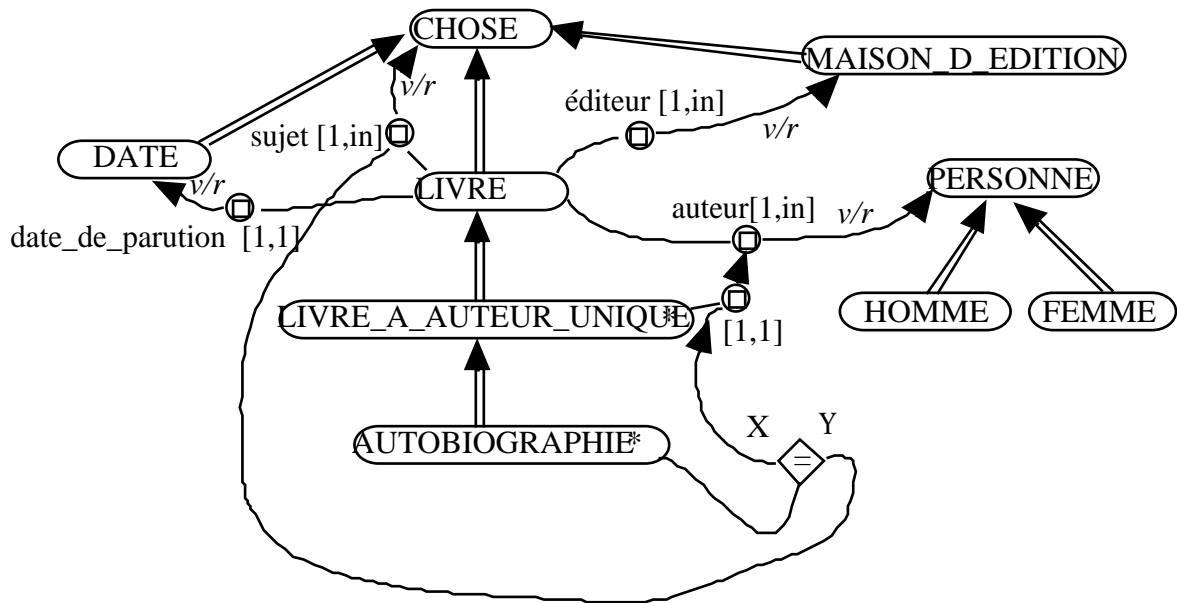 CHOSE
MAISON_D_EDITION
v/r
éditeur [1,in]
v/r
sujet [1,in]
DATE
v/r
LIVRE
PERSONNE
auteur[1,in]
v/r
date_de_parution [1,1]
LIVRE_A_AUTEUR_UNIQUE*
HOMME
FEMME
[1,1]
X
Y
AUTOBIOGRAPHIE*
=